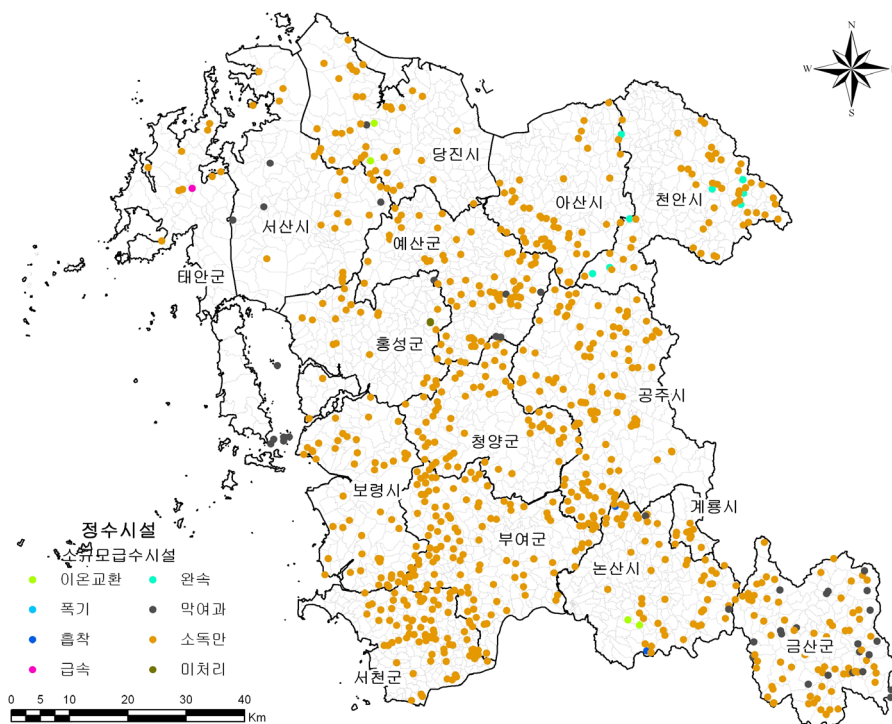 N
W
S
당진시
아산시
천안시
서산시
예산군
태안군
홍성군
공주시
청양군
보령시
계룡시
부여군
논산시
금산군
서천군
정수시설
소규모급수시설
이온교환 완속
폭기 막여과
흡착 소독만
급속 미처리
0 5 10 20 30 40
Km